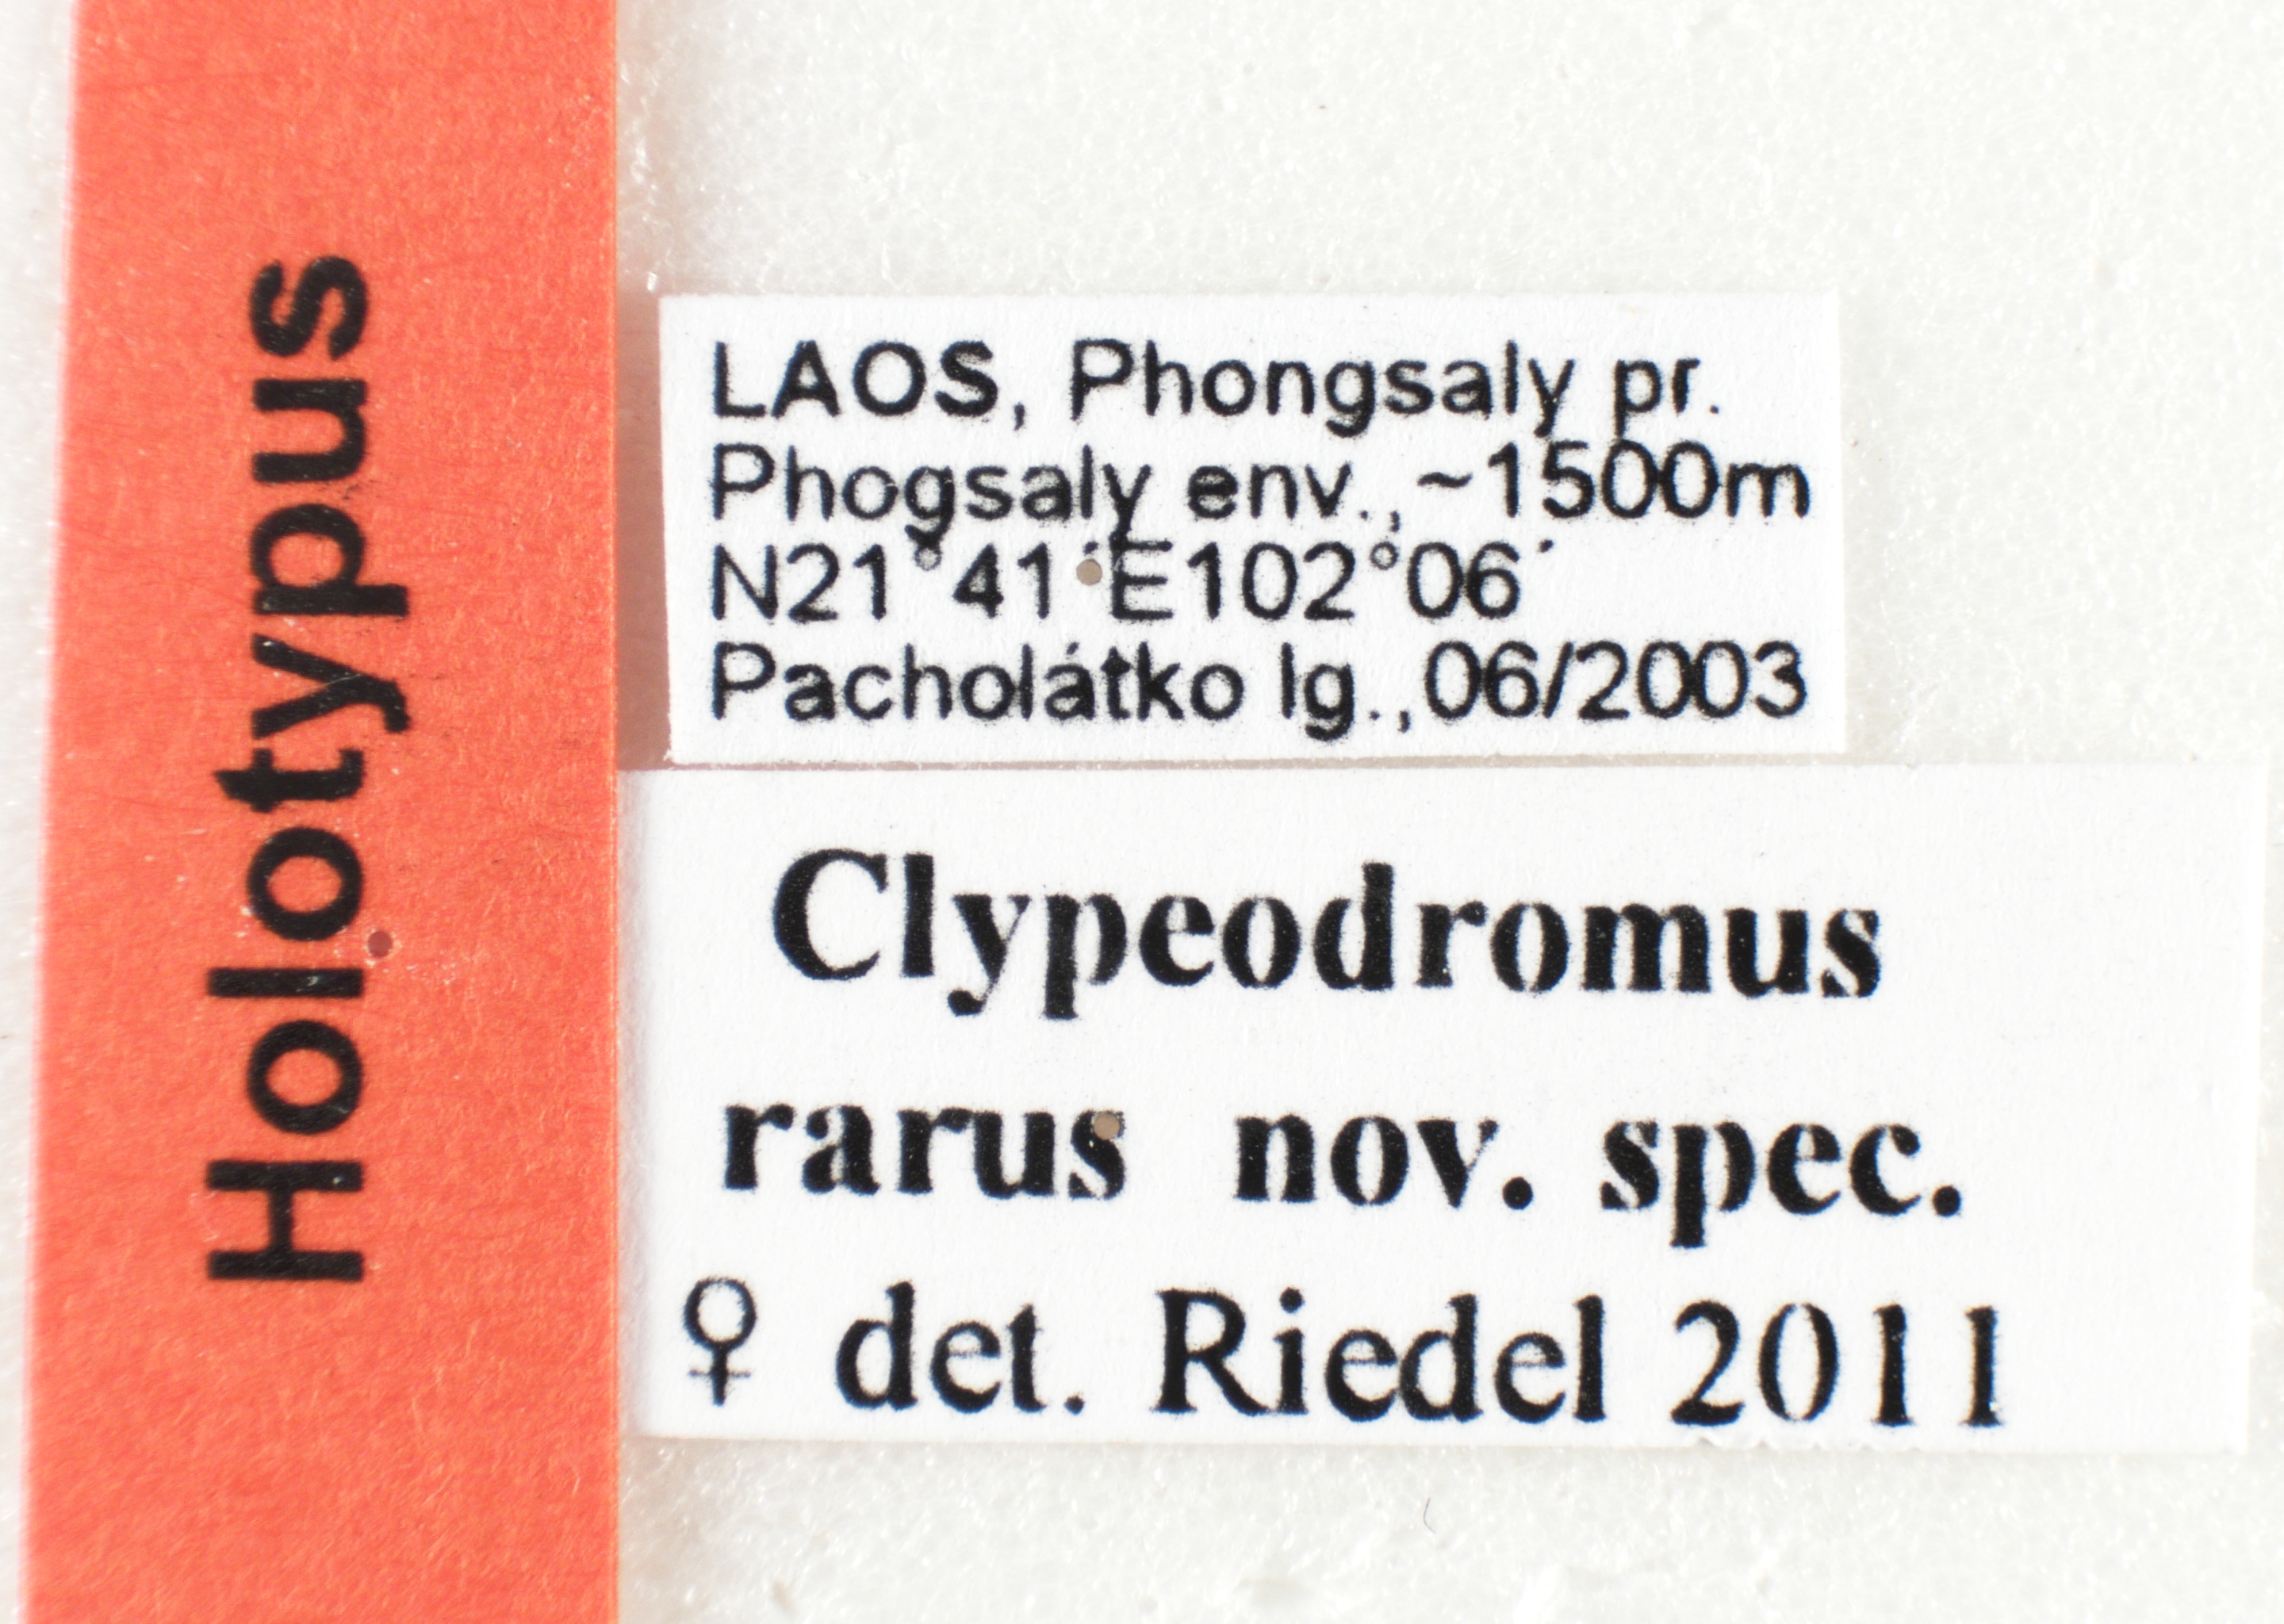 Holotypus
LAOS, Phongsaly pr.
Phogsaly env.,~1500m
N21°41´E102°06´
Pacholátko lg.,06/2003
Clypeodromus
rarus nov. spec.
♀ det. Riedel 2011